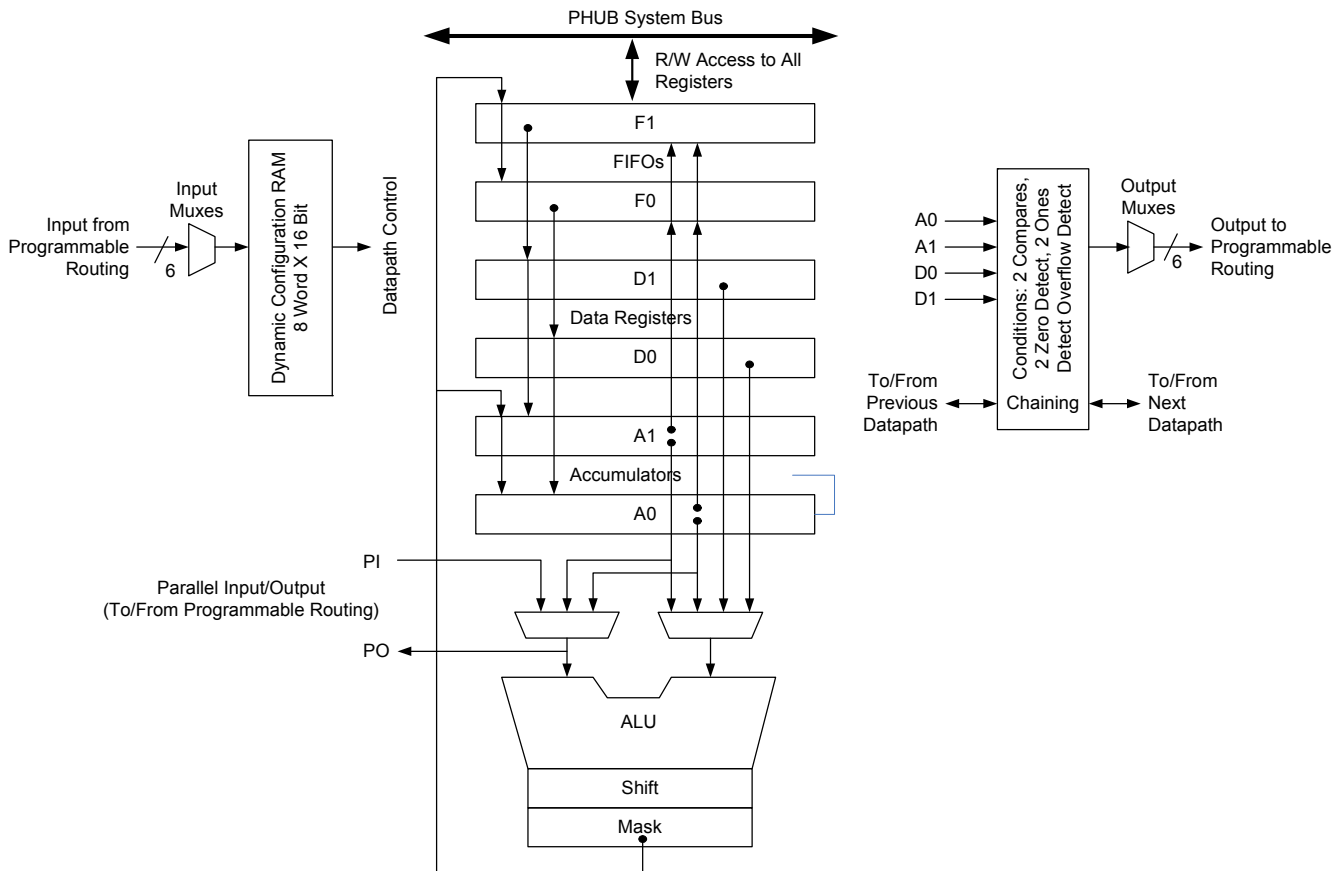 PHUB System Bus
R/W Access to All
Registers
F1
FIFOs
F0
D1
Data Registers
D0
A1
Accumulators
A0
Input from
Programmable
Routing
6
Input
Muxes
Dynamic Configuration RAM
8 Word X 16 Bit
Datapath Control
A0
A1
D0
D1
Conditions: 2 Compares,
2 Zero Detect, 2 Ones
Detect Overflow Detect
Output
Muxes
6
Output to
Programmable
Routing
To/From
Previous
Datapath
Chaining
To/From
Next
Datapath
PI
Parallel Input/Output
(To/From Programmable Routing)
PO
ALU
Shift
Mask